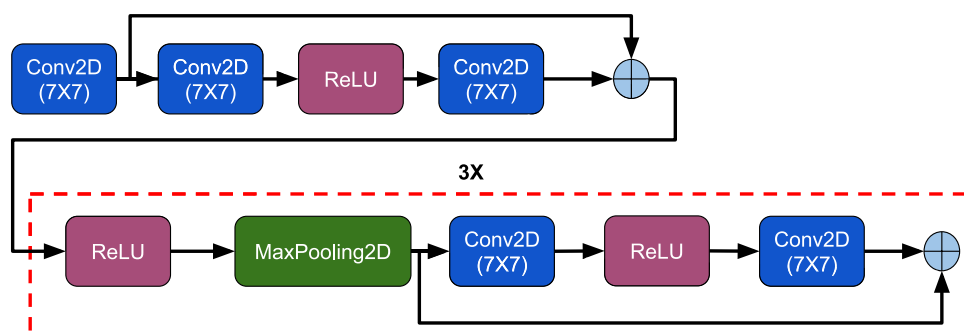 Conv2D
(7X7)
Conv2D
(7X7)
ReLU
Conv2D
(7X7)
3X
ReLU
MaxPooling2D
Conv2D
(7X7)
ReLU
Conv2D
(7X7)